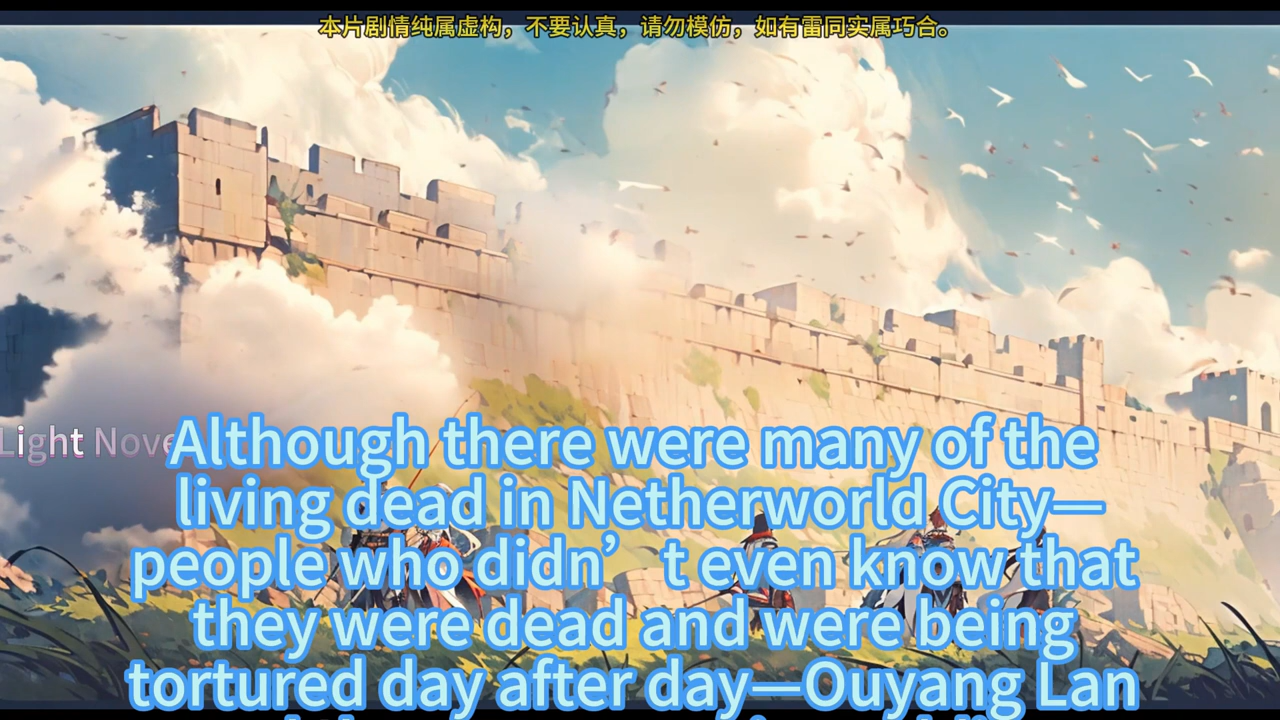 本片剧情纯属虚构，不要认真，请勿模仿，如有雷同实属巧合。
Light Nove
Although there were many of the
living dead in Netherworld City—
people who didn’t even know that
they were dead and were being
tortured day after day—Ouyang Lan